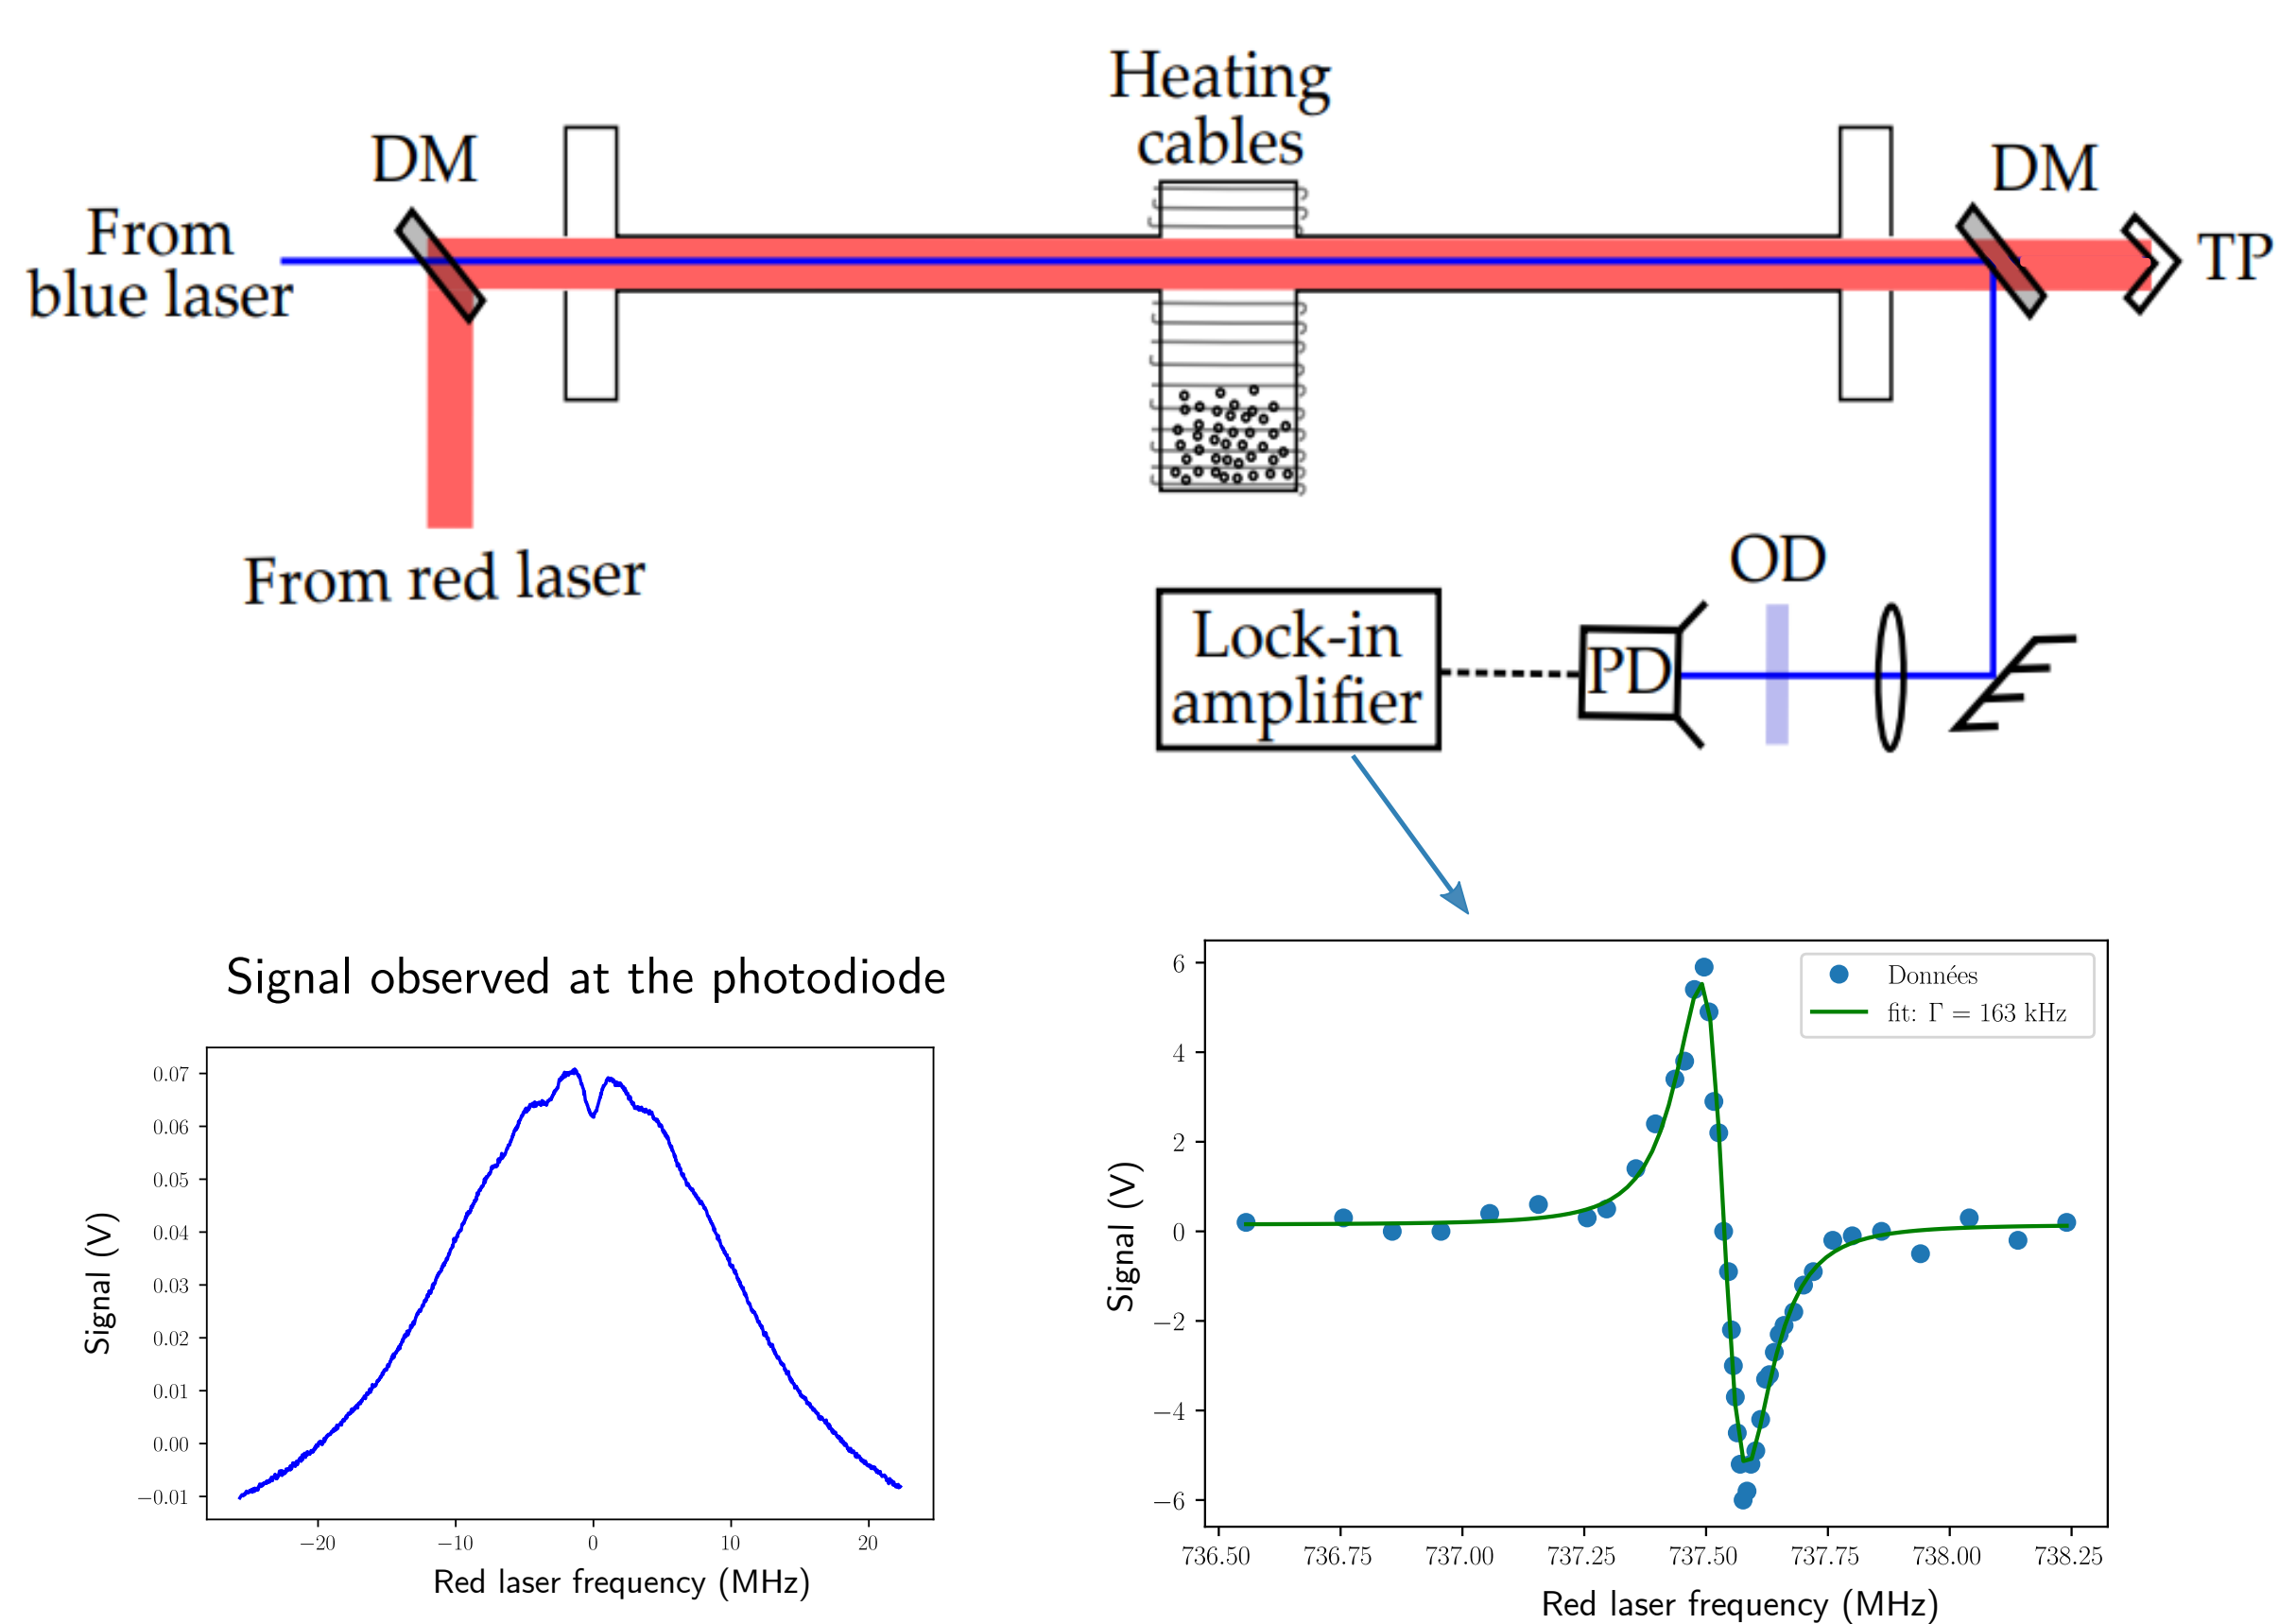 Heating
cables
DM
DM
From
blue laser
TP
From red laser
OD
Lock-in
amplifier
PD
Signal observed at the photodiode
0.07
0.06
0.05
0.04
0.03
0.02
0.01
0.00
−0.01
Signal (V)
−20 −10 0 10 20
Red laser frequency (MHz)
6
4
2
0
−2
−4
−6
Signal (V)
Données
fit: Γ = 163 kHz
736.50 736.75 737.00 737.25 737.50 737.75 738.00 738.25
Red laser frequency (MHz)